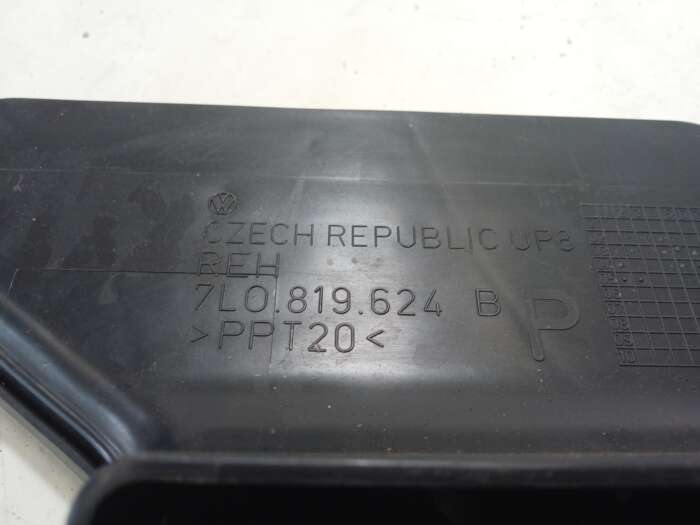 CZECH REPUBLIC UP8
REH
7L0.819.624 B
>PPT20<
P